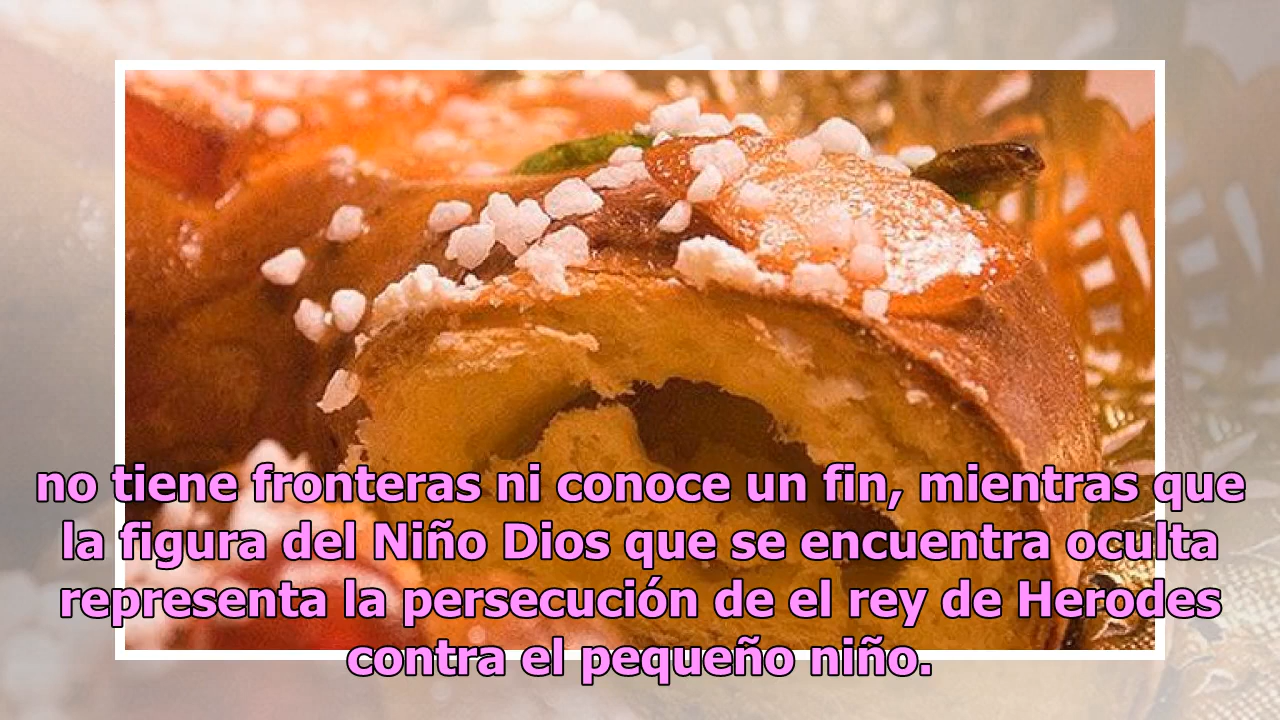 no tiene fronteras ni conoce un fin, mientras que
la figura del Niño Dios que se encuentra oculta
representa la persecución de el rey de Herodes
contra el pequeño niño.